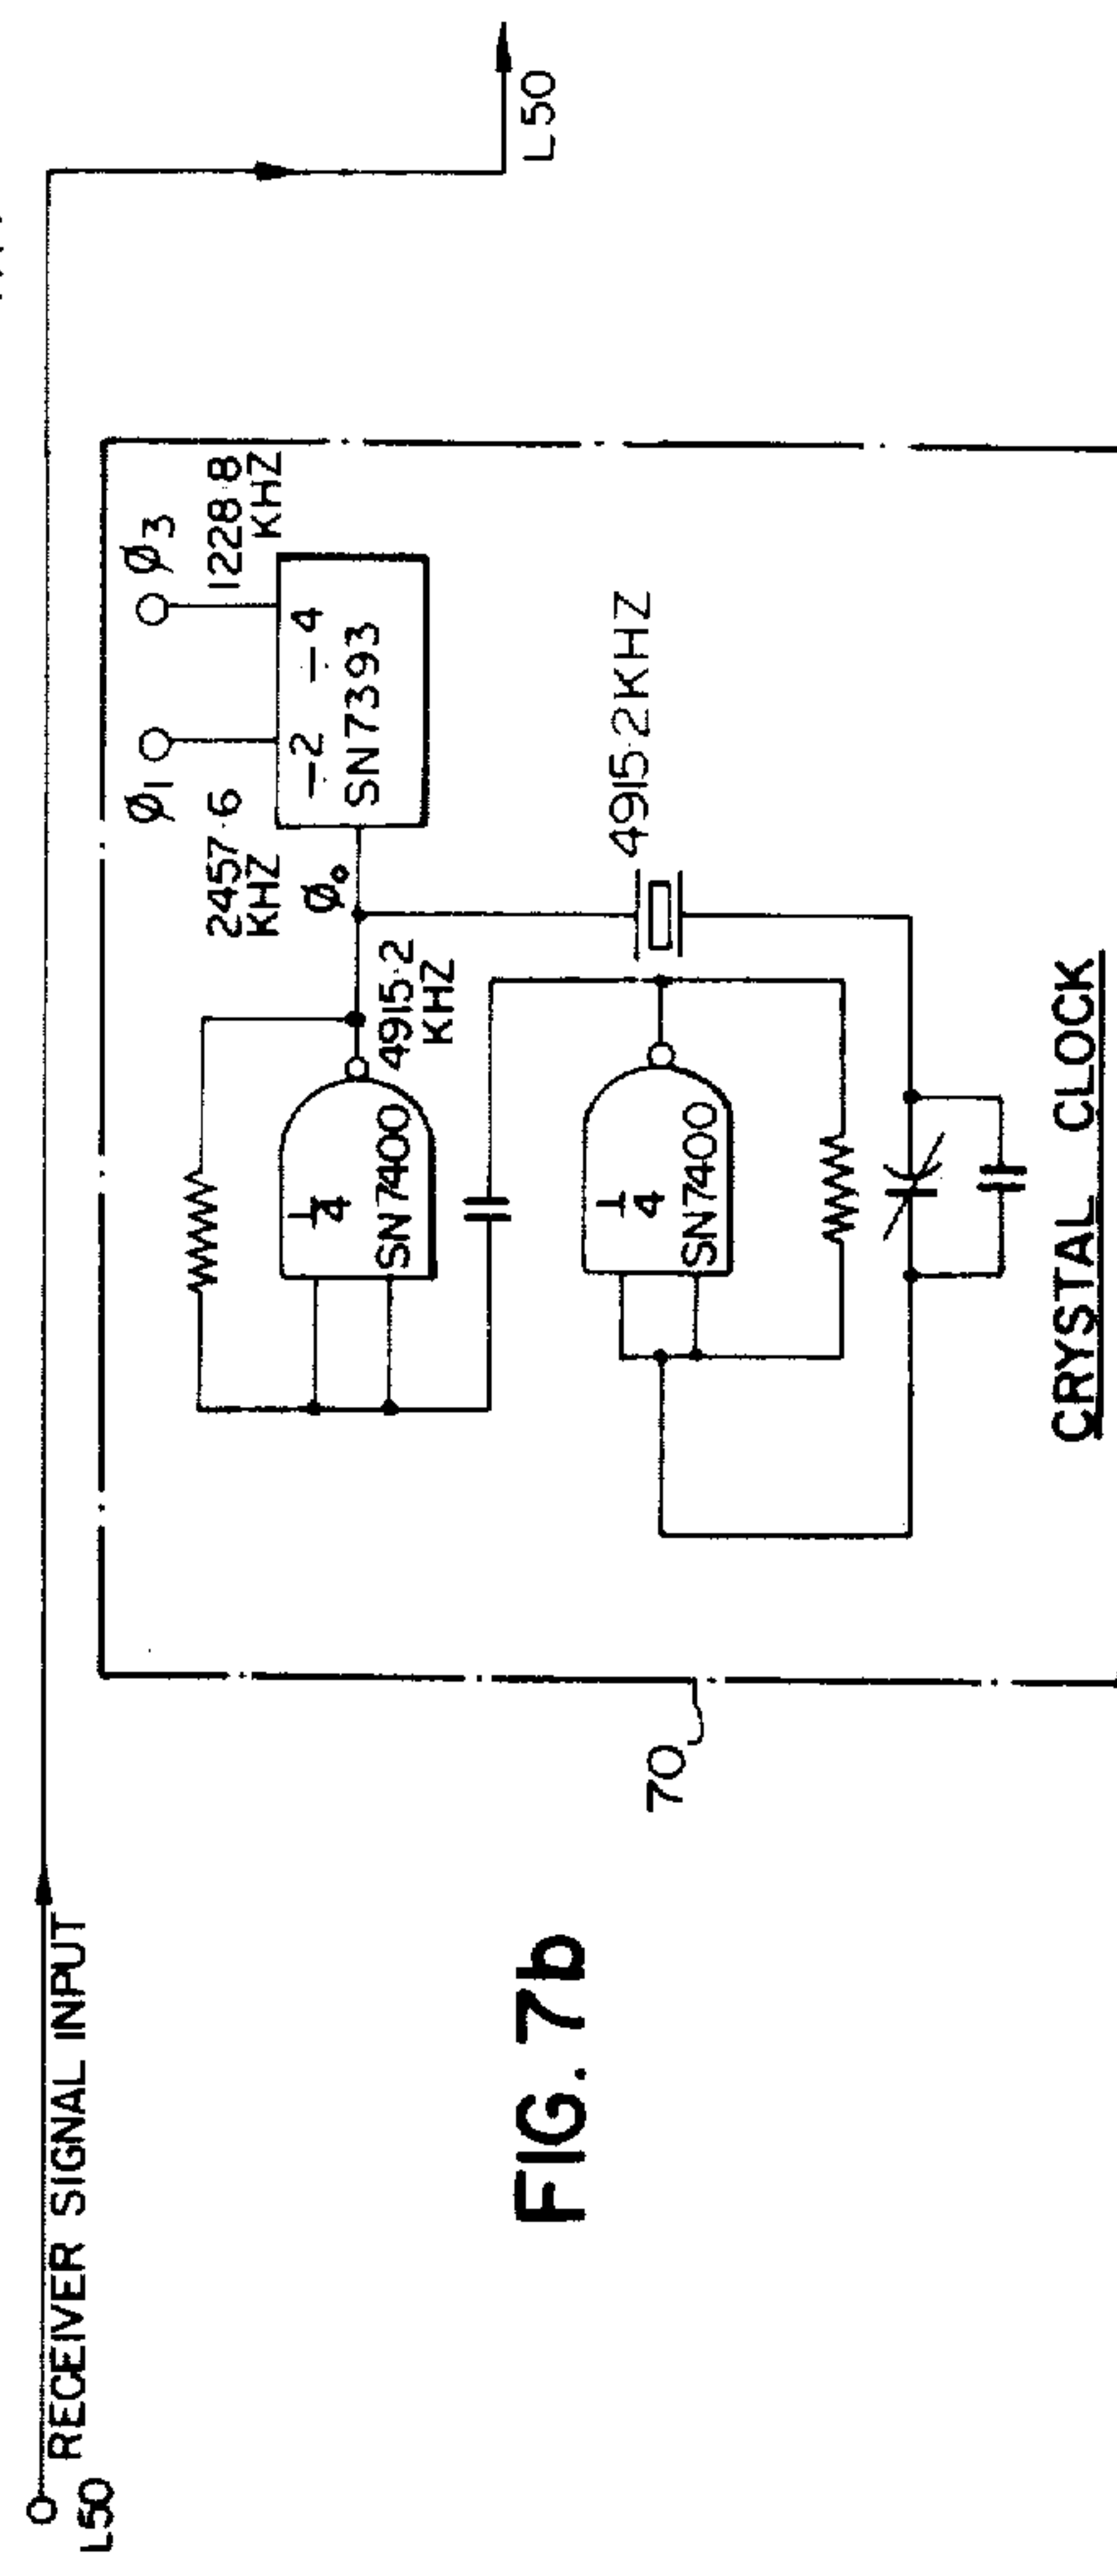 L50
RECEIVER SIGNAL INPUT
L50
Ø1
Ø3
2457.6
KHZ
1228.8
KHZ
÷2 ÷4
SN7393
Ø0
4915.2
KHZ
1/4
SN7400
4915.2KHZ
1/4
SN7400
70
CRYSTAL CLOCK
FIG. 7b